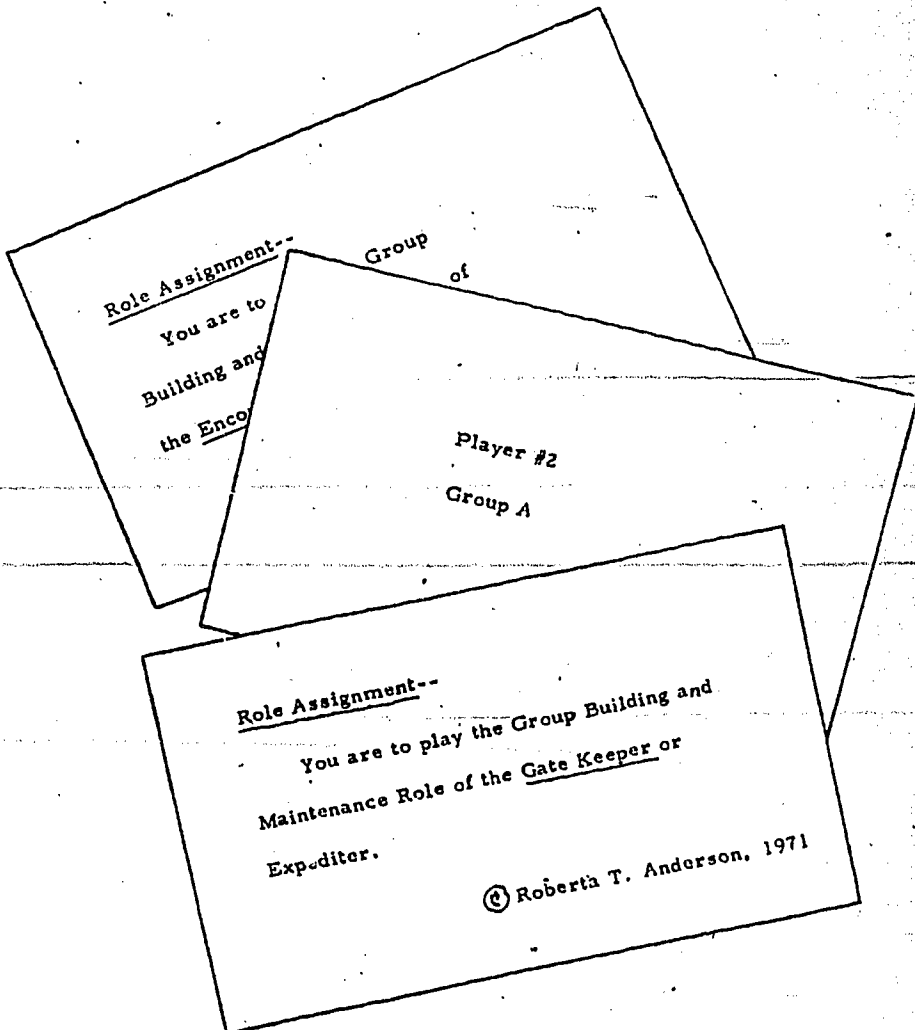 Role Assignment--
You are to Group
Building and of
the
Player #2
Group A
Role Assignment--
You are to play the Group Building and
Maintenance Role of the Gate Keeper or
Expediter.
© Roberta T. Anderson, 1971